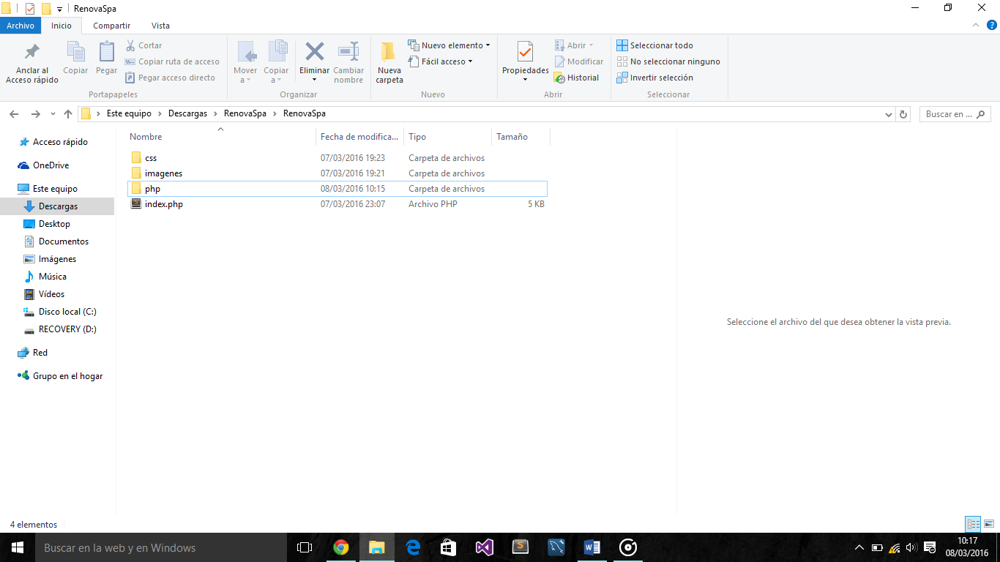 RenovaSpa
Archivo Inicio Compartir Vista
Anclar al Acceso rápido
Copiar
Pegar
Cortar
Copiar ruta de acceso
Pegar acceso directo
Portapapeles
Mover a
Copiar a
Eliminar
Cambiar nombre
Organizar
Nueva carpeta
Nuevo elemento
Fácil acceso
Nuevo
Propiedades
Abrir
Modificar
Historial
Abrir
Seleccionar todo
No seleccionar ninguno
Invertir selección
Seleccionar
Este equipo > Descargas > RenovaSpa > RenovaSpa
Buscar en ...
Acceso rápido
OneDrive
Este equipo
Descargas
Desktop
Documentos
Imágenes
Música
Vídeos
Disco local (C:)
RECOVERY (D:)
Red
Grupo en el hogar
Nombre Fecha de modifica... Tipo Tamaño
css 07/03/2016 19:23 Carpeta de archivos
imagenes 07/03/2016 19:21 Carpeta de archivos
php 08/03/2016 10:15 Carpeta de archivos
index.php 07/03/2016 23:07 Archivo PHP 5 KB
Seleccione el archivo del que desea obtener la vista previa.
4 elementos
Buscar en la web y en Windows
10:17
08/03/2016